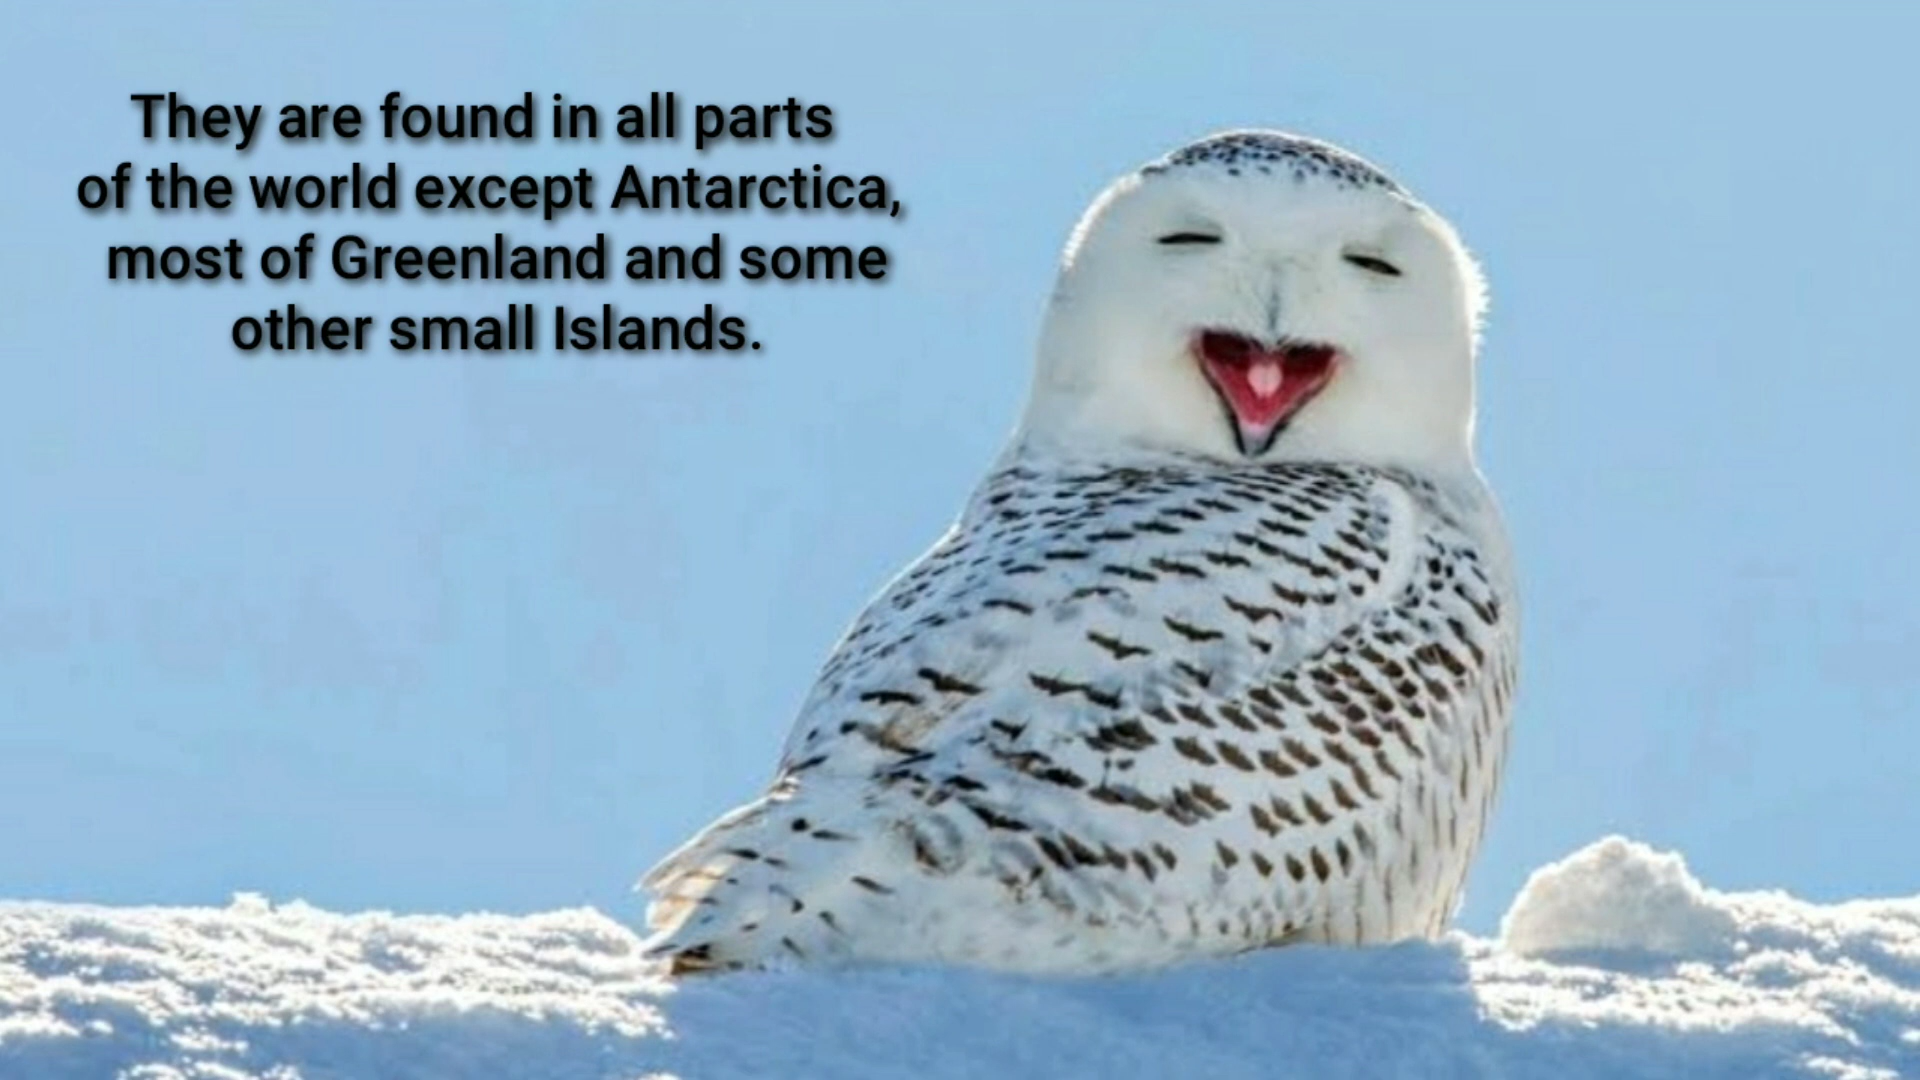 They are found in all parts
of the world except Antarctica,
most of Greenland and some
other small Islands.